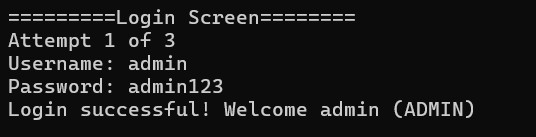 =========Login Screen========
Attempt 1 of 3
Username: admin
Password: admin123
Login successful! Welcome admin (ADMIN)